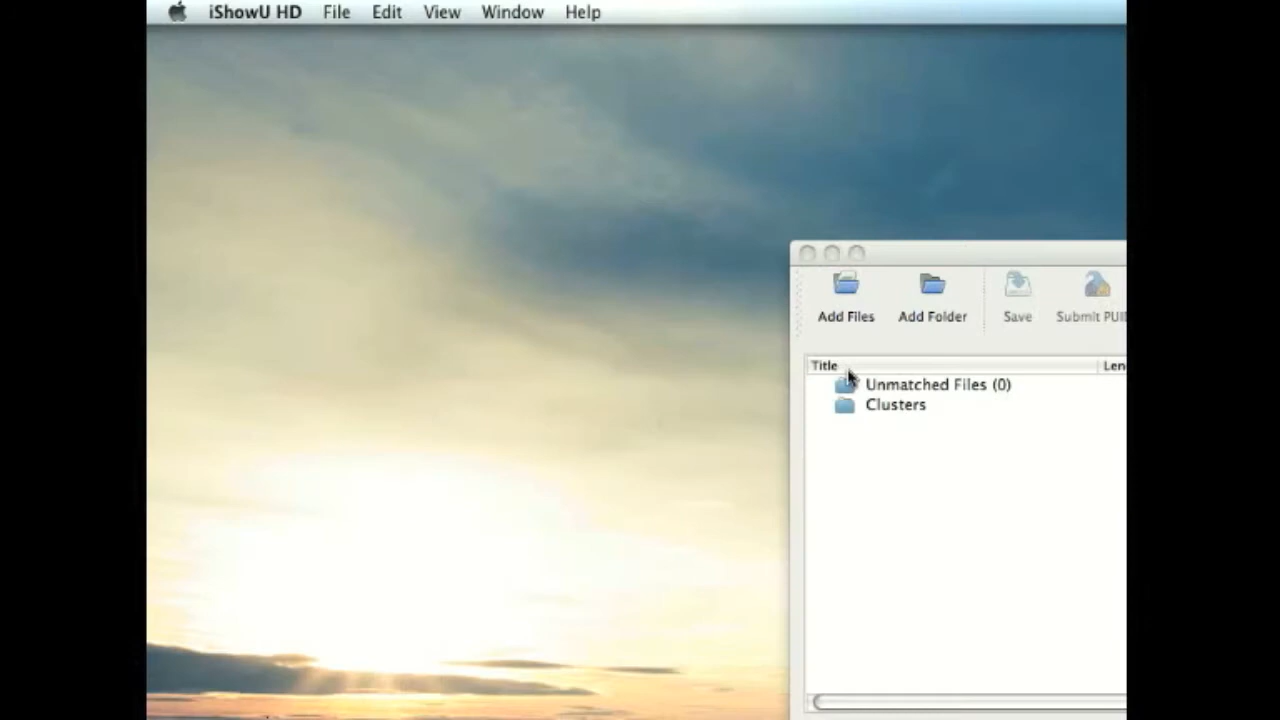 iShowU HD File Edit View Window Help
Add Files Add Folder Save Submit PUI
Title Len
Unmatched Files (0)
Clusters